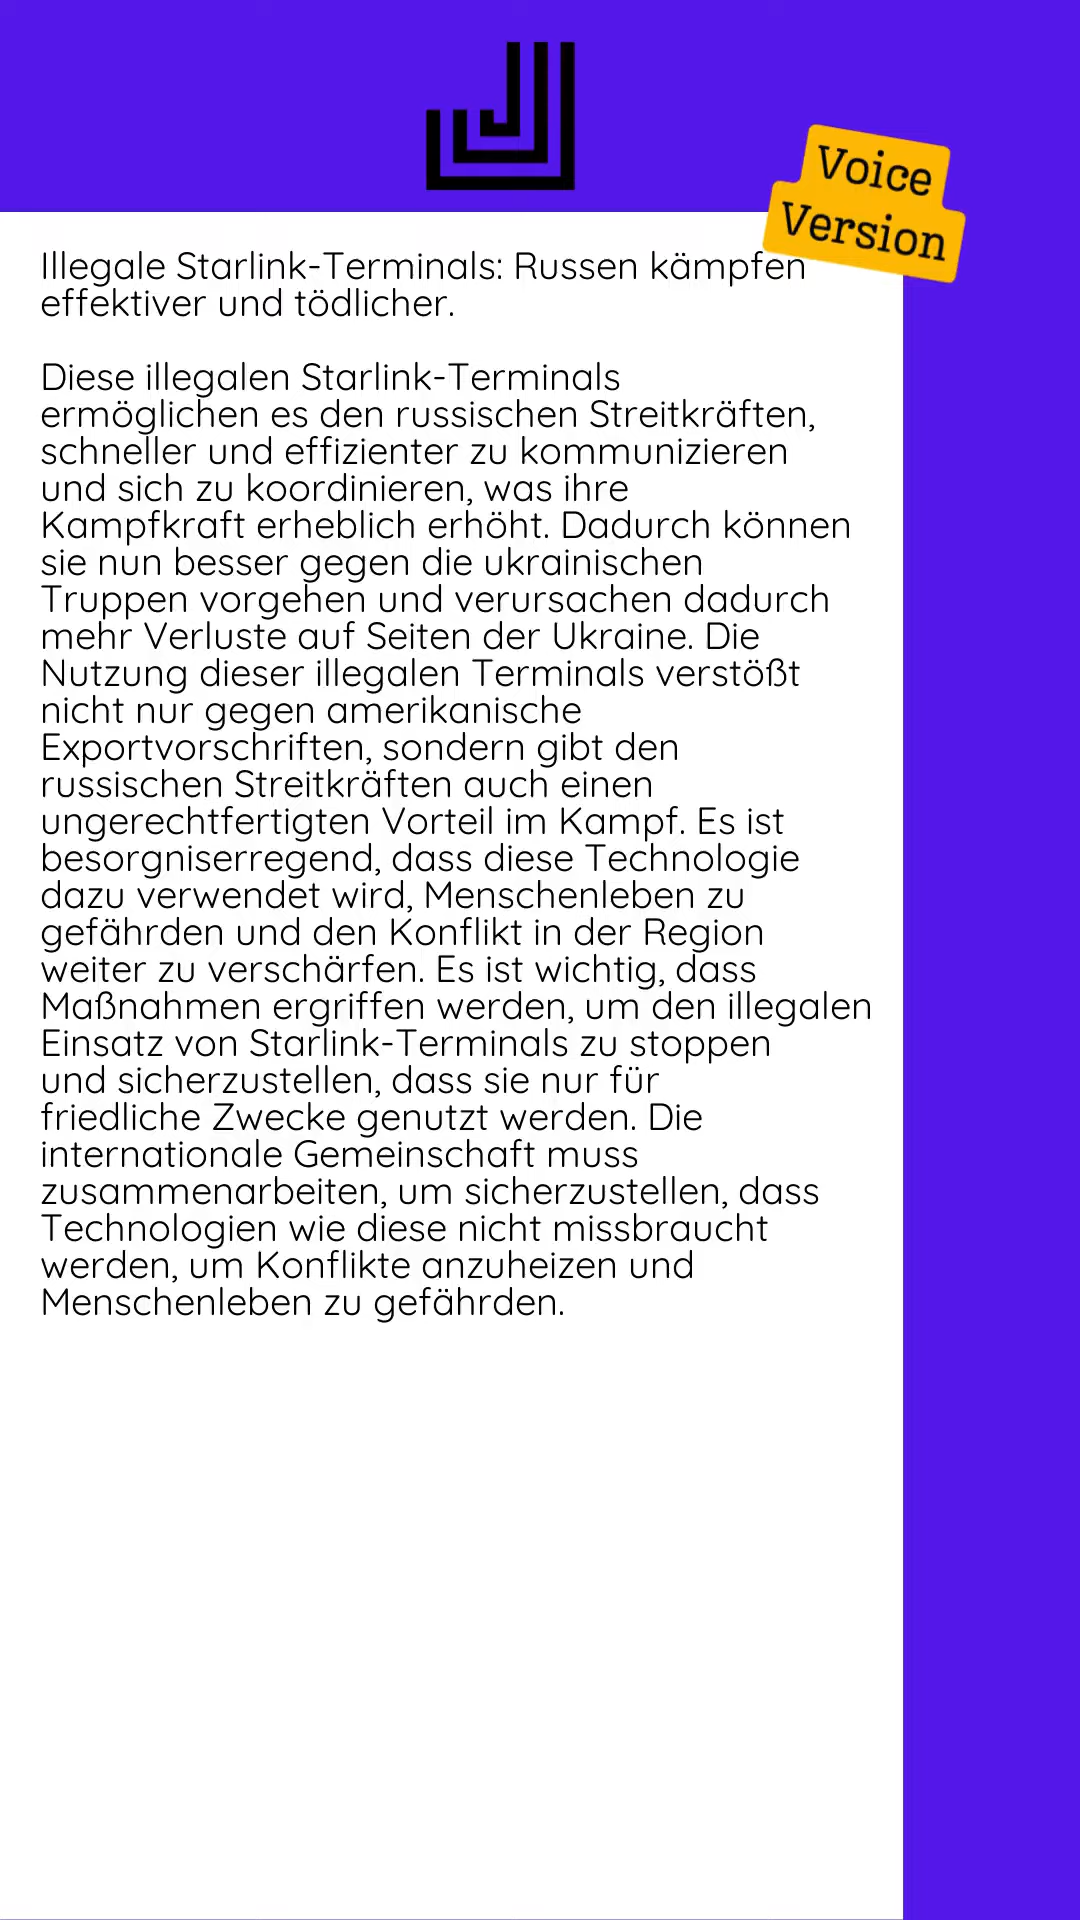 Voice
Version
Illegale Starlink-Terminals: Russen kämpfen
effektiver und tödlicher.
Diese illegalen Starlink-Terminals
ermöglichen es den russischen Streitkräften,
schneller und effizienter zu kommunizieren
und sich zu koordinieren, was ihre
Kampfkraft erheblich erhöht. Dadurch können
sie nun besser gegen die ukrainischen
Truppen vorgehen und verursachen dadurch
mehr Verluste auf Seiten der Ukraine. Die
Nutzung dieser illegalen Terminals verstößt
nicht nur gegen amerikanische
Exportvorschriften, sondern gibt den
russischen Streitkräften auch einen
ungerechtfertigten Vorteil im Kampf. Es ist
besorgniserregend, dass diese Technologie
dazu verwendet wird, Menschenleben zu
gefährden und den Konflikt in der Region
weiter zu verschärfen. Es ist wichtig, dass
Maßnahmen ergriffen werden, um den illegalen
Einsatz von Starlink-Terminals zu stoppen
und sicherzustellen, dass sie nur für
friedliche Zwecke genutzt werden. Die
internationale Gemeinschaft muss
zusammenarbeiten, um sicherzustellen, dass
Technologien wie diese nicht missbraucht
werden, um Konflikte anzuheizen und
Menschenleben zu gefährden.